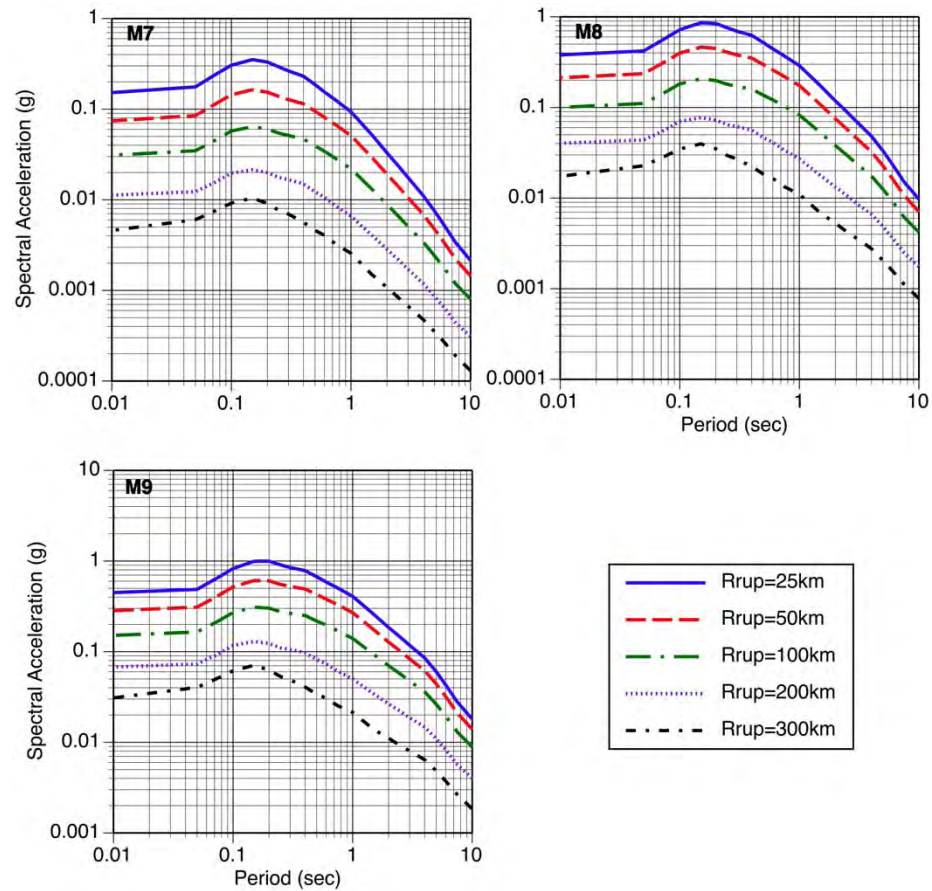 M7
Spectral Acceleration (g)
1
0.1
0.01
0.001
0.0001
0.01
0.1
1
10
M8
1
0.1
0.01
0.001
0.0001
0.01
0.1
1
10
Period (sec)
M9
Spectral Acceleration (g)
10
1
0.1
0.01
0.001
0.01
0.1
1
10
Period (sec)
Rrup=25km
Rrup=50km
Rrup=100km
Rrup=200km
Rrup=300km